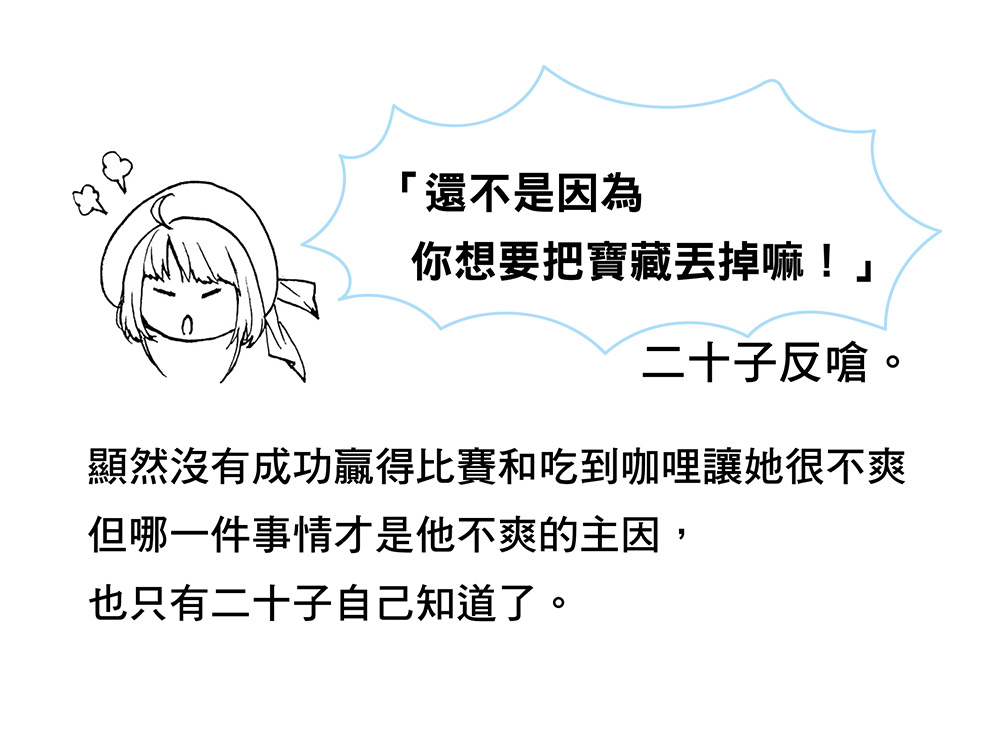 「還不是因為
你想要把寶藏丟掉嘛！」
二十子反嗆。
顯然沒有成功贏得比賽和吃到咖哩讓她很不爽
但哪一件事情才是他不爽的主因，
也只有二十子自己知道了。